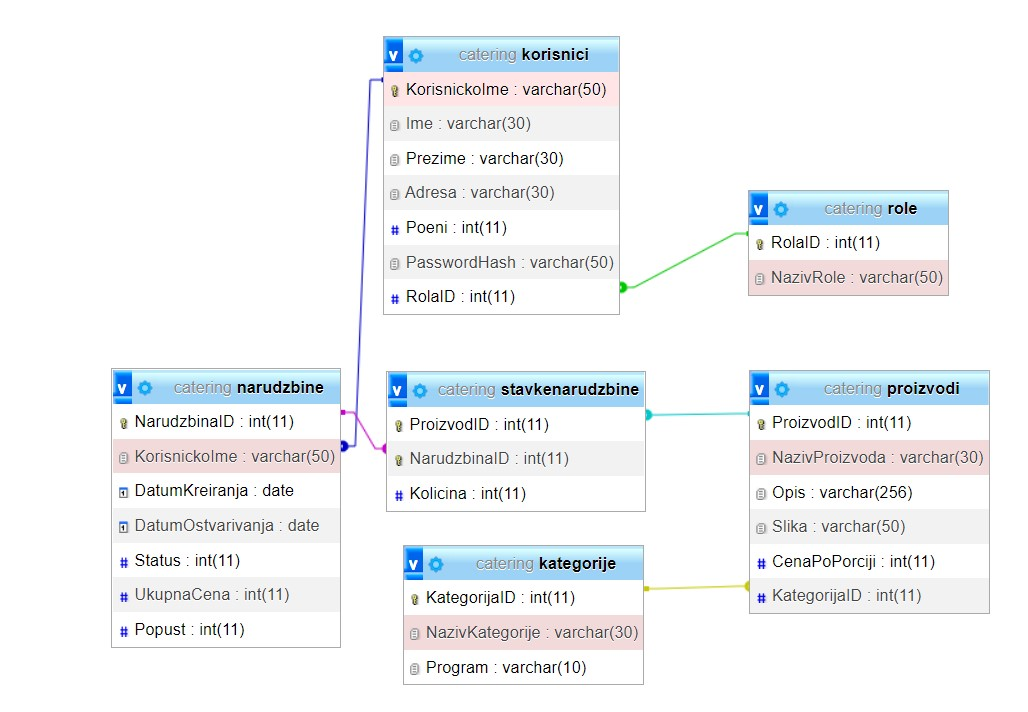 v catering korisnici
KorisnickoIme : varchar(50)
Ime : varchar(30)
Prezime : varchar(30)
Adresa : varchar(30)
# Poeni : int(11)
PasswordHash : varchar(50)
# RolaID : int(11)
v catering role
RolaID : int(11)
NazivRole : varchar(50)
v catering narudzbine
NarudzbinaID : int(11)
KorisnickoIme : varchar(50)
DatumKreiranja : date
DatumOstvarivanja : date
# Status : int(11)
# UkupnaCena : int(11)
# Popust : int(11)
v catering stavkenarudzbine
ProizvodID : int(11)
NarudzbinaID : int(11)
# Kolicina : int(11)
v catering proizvodi
ProizvodID : int(11)
NazivProizvoda : varchar(30)
Opis : varchar(256)
Slika : varchar(50)
# CenaPoPorciji : int(11)
# KategorijaID : int(11)
v catering kategorije
KategorijaID : int(11)
NazivKategorije : varchar(30)
Program : varchar(10)